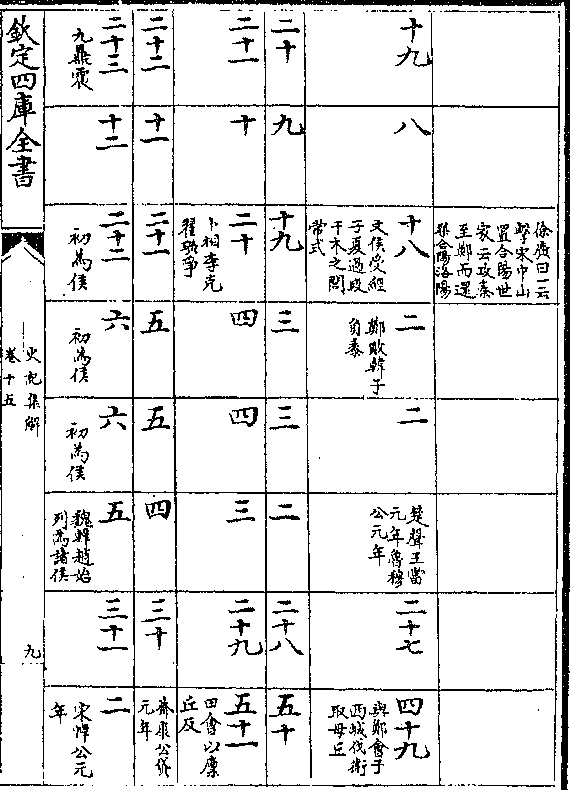 徐廣曰一云
擊宋中山
置合陽世
家云攻秦
至鄭而還
築合陽洛陽
十九
八
十八
文侯受經
子夏過段
干木之閭
常式
二
鄭敗韓于
負黍
二
楚聲王當
元年魯穆
公元年
二十七
四十九
與鄭會于
西城伐衛
取毋丘
二十
九
十九
三
三
二
二十八
五十
二十一
十
二十
卜相李克
翟璜爭
四
四
三
二十九
五十一
田會以廩
丘反
二十二
十一
二十一
五
五
四
三十
齊康公貸
元年
二十三
九鼎震
十二
二十二
初為侯
六
初為侯
六
初為侯
五
魏韓趙始
列為諸侯
三十一
二
宋悼公元
年
欽定四庫全書
史記集解
卷十五
九